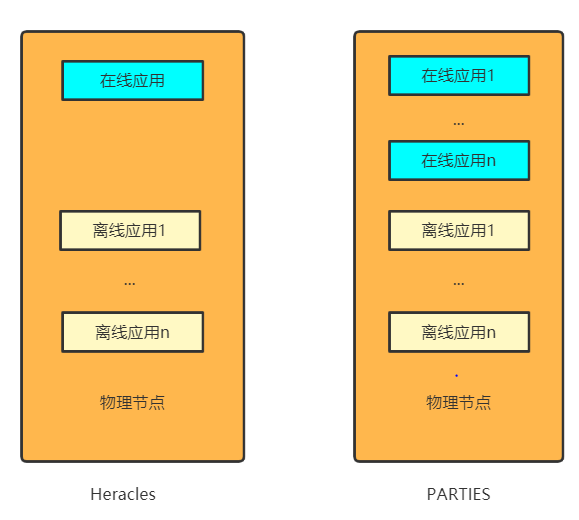 在线应用
离线应用1
...
离线应用n
物理节点
Heracles
在线应用1
...
在线应用n
离线应用1
...
离线应用n
物理节点
PARTIES